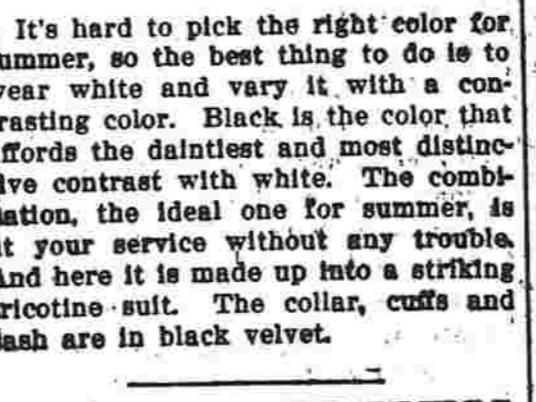 It's hard to pick the right color for
ummer, so the best thing to do is to
ear white and vary it with a con-
rasting color. Black is the color that
ffords the daintiest and most distinc-
ive contrast with white. The combi-
ation, the ideal one for summer, is
t your service without any trouble.
And here it is made up into a striking
ricotine suit. The collar, cuffs and
ash are in black velvet.